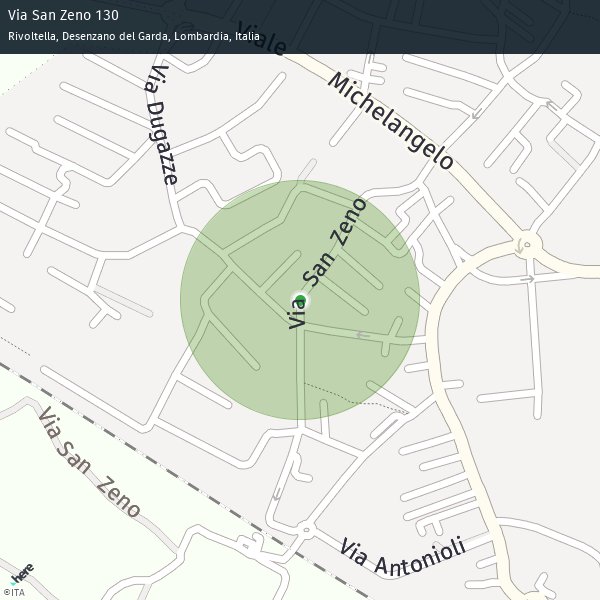 Via San Zeno 130
Rivoltella, Desenzano del Garda, Lombardia, Italia
Viale
Michelangelo
Via Dugazze
Via San Zeno
Via San Zeno
Via Antonioli
here
©ITA